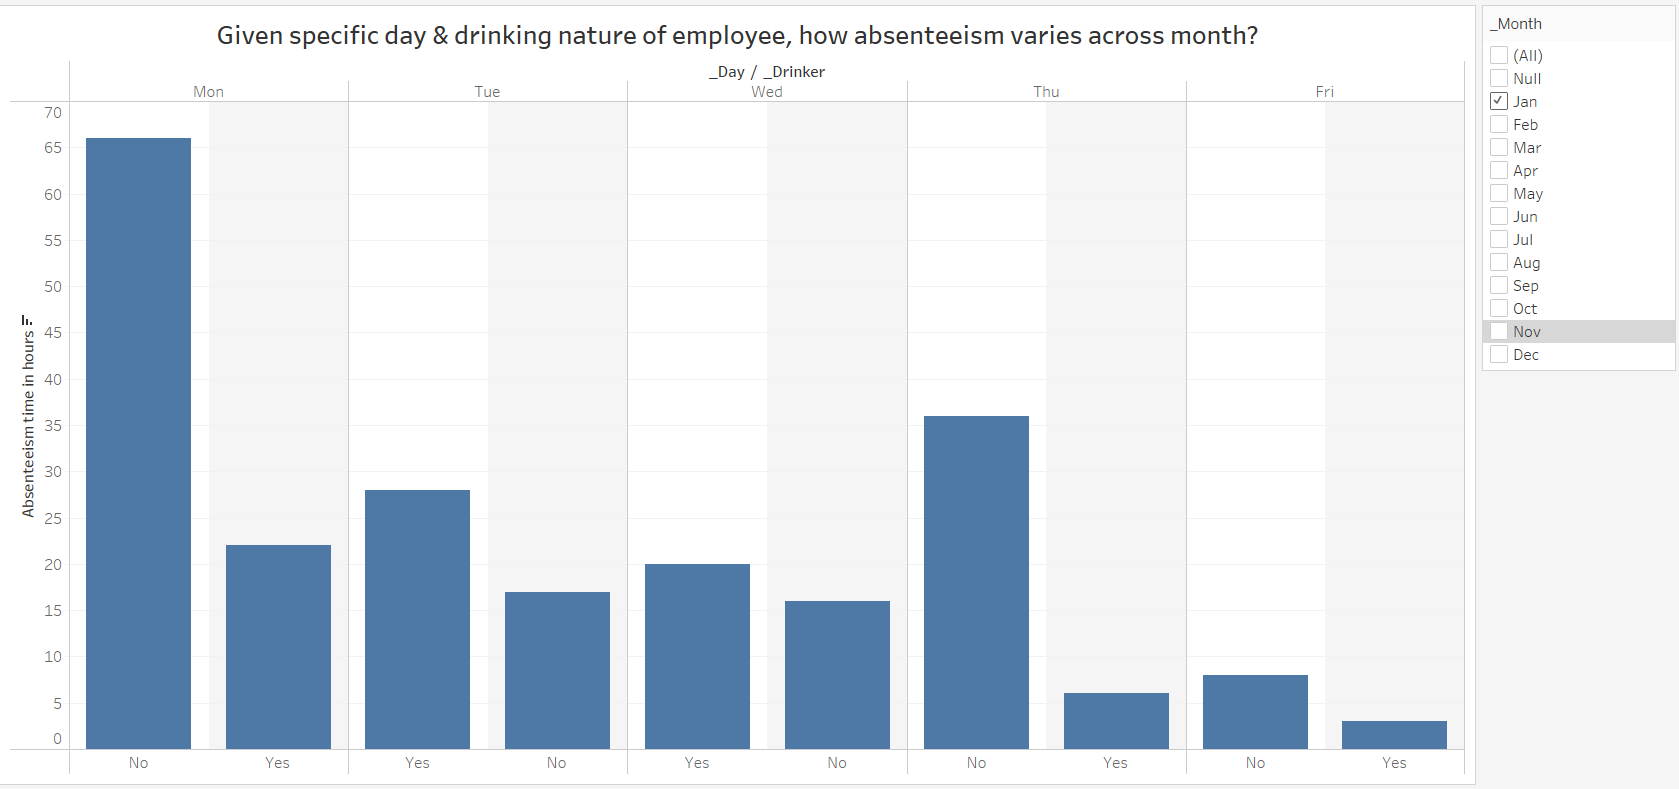 Given specific day & drinking nature of employee, how absenteeism varies across month?
_Day / _Drinker
Mon Tue Wed Thu Fri
70
65
60
55
50
45
40
35
30
25
20
15
10
5
0
Absenteeism time in hours
No Yes Yes No Yes No No Yes No Yes
_Month
(All)
Null
Jan
Feb
Mar
Apr
May
Jun
Jul
Aug
Sep
Oct
Nov
Dec